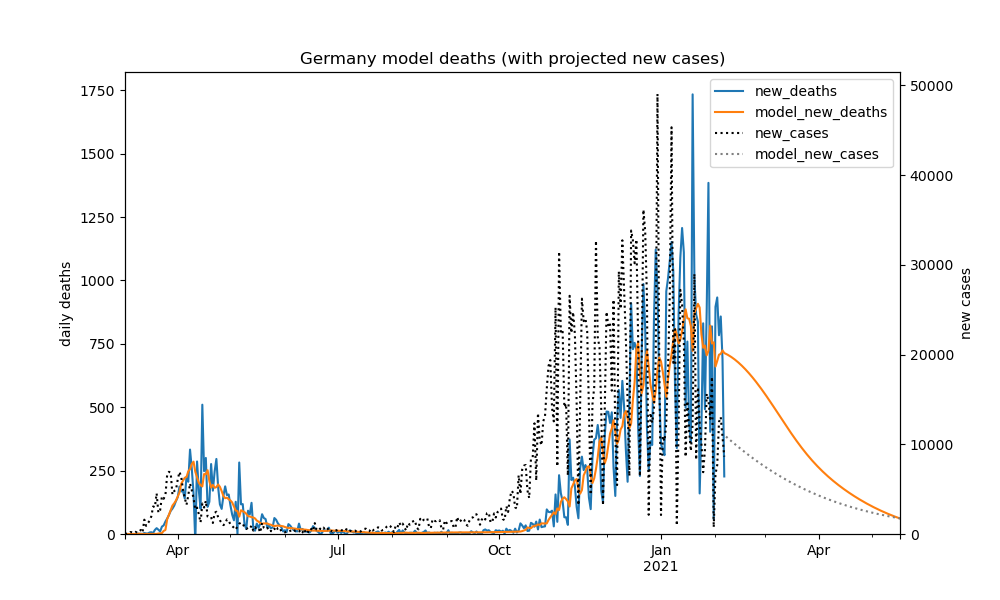 Germany model deaths (with projected new cases)
1750
1500
1250
1000
750
500
250
0
daily deaths
50000
40000
30000
20000
10000
0
new cases
new_deaths
model_new_deaths
new_cases
model_new_cases
Apr
Jul
Oct
Jan
2021
Apr